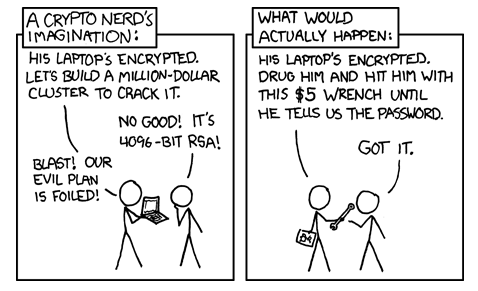 A CRYPTO NERD'S
IMAGINATION:
HIS LAPTOP'S ENCRYPTED.
LET'S BUILD A MILLION-DOLLAR
CLUSTER TO CRACK IT.
NO GOOD! IT'S
4096-BIT RSA!
BLAST! OUR
EVIL PLAN
IS FOILED!
WHAT WOULD
ACTUALLY HAPPEN:
HIS LAPTOP'S ENCRYPTED.
DRUG HIM AND HIT HIM WITH
THIS $5 WRENCH UNTIL
HE TELLS US THE PASSWORD.
GOT IT.